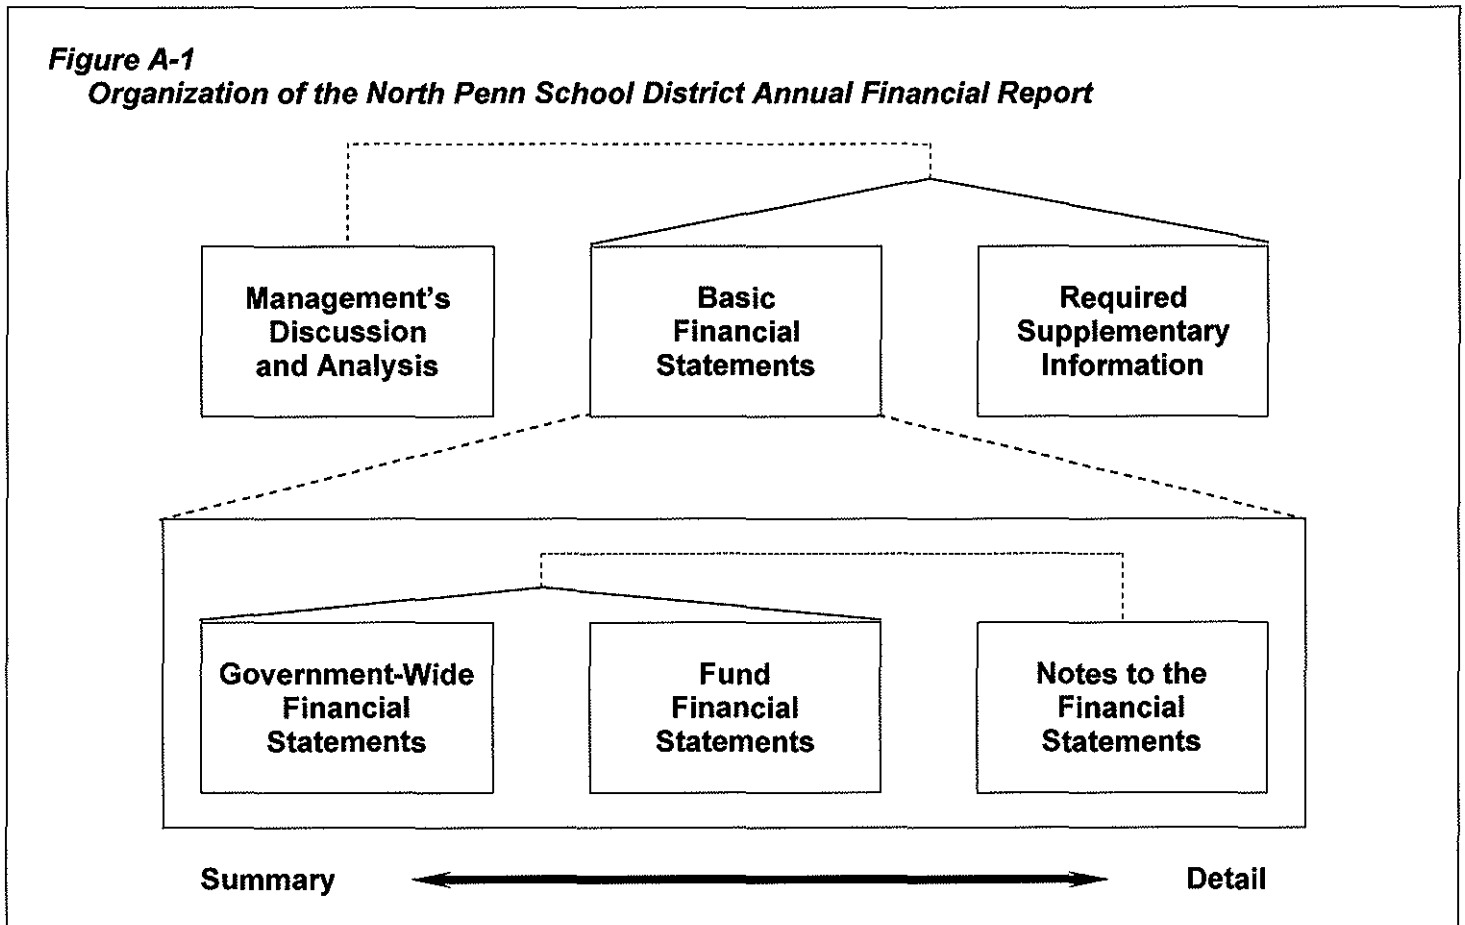 Figure A-1
Organization of the North Penn School District Annual Financial Report
Management's
Discussion
and Analysis
Basic
Financial
Statements
Required
Supplementary
Information
Government-Wide
Financial
Statements
Fund
Financial
Statements
Notes to the
Financial
Statements
Summary
Detail